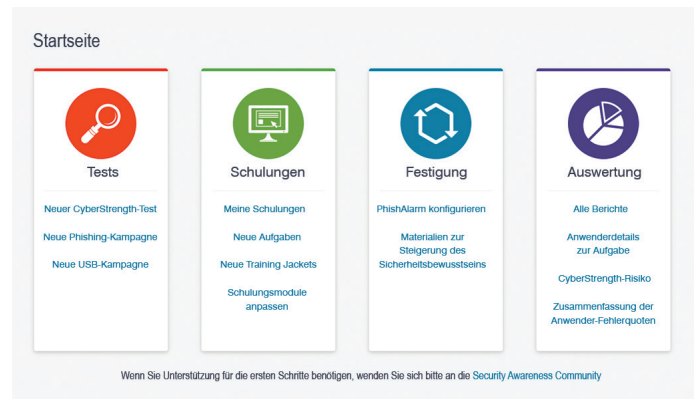 Startseite
Tests
Neuer CyberStrength-Test
Neue Phishing-Kampagne
Neue USB-Kampagne
Schulungen
Meine Schulungen
Neue Aufgaben
Neue Training Jackets
Schulungsmodule
anpassen
Festigung
PhishAlarm konfigurieren
Materialien zur
Steigerung des
Sicherheitsbewusstseins
Auswertung
Alle Berichte
Anwenderdetails
zur Aufgabe
CyberStrength-Risiko
Zusammenfassung der
Anwender-Fehlerquoten
Wenn Sie Unterstützung für die ersten Schritte benötigen, wenden Sie sich bitte an die Security Awareness Community